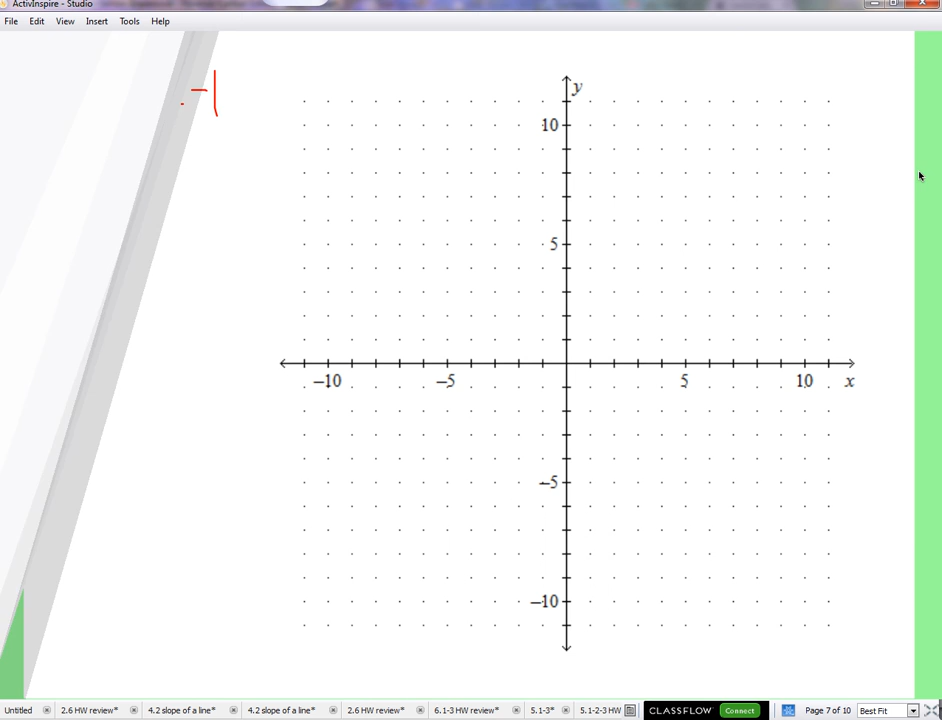 ActivInspire - Studio
File Edit View Insert Tools Help
-1
y
10
5
-10 -5 5 10 x
-5
-10
Untitled 2.6 HW review* 4.2 slope of a line* 4.2 slope of a line* 2.6 HW review* 6.1-3 HW review* 5.1-3* 5.1-2-3 HW CLASSFLOW Connect Page 7 of 10 Best Fit